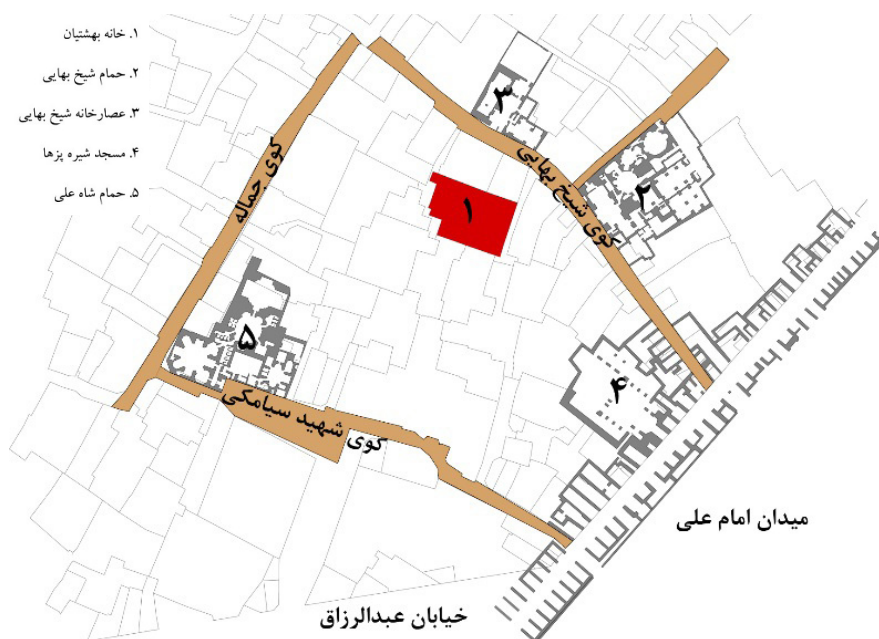 ۱. خانه بهشتیان
۲. حمام شیخ بهایی
۳. عصارخانه شیخ بهایی
۴. مسجد شیره پزها
۵. حمام شاه علی
کوی جماله
کوی شیخ بهایی
۳
۲
۱
۵
۴
کوی شهید سیامکی
میدان امام علی
خیابان عبدالرزاق